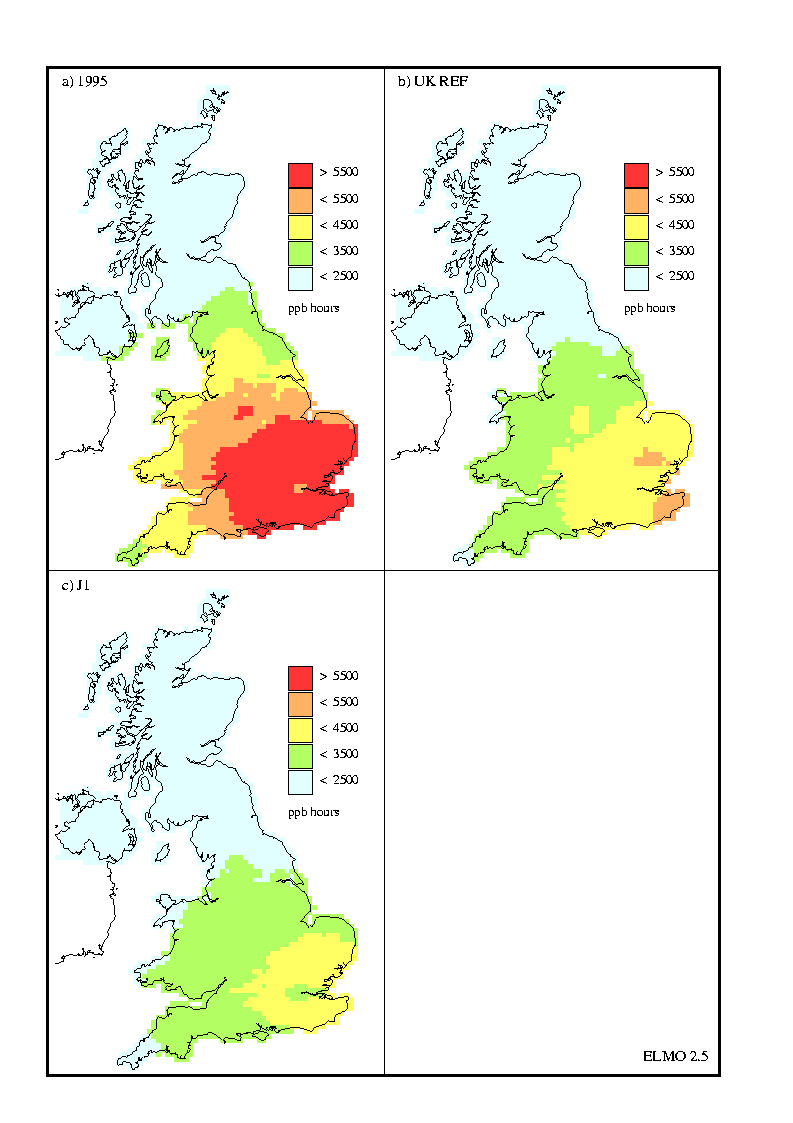 a) 1995
> 5500
< 5500
< 4500
< 3500
< 2500
ppb hours
b) UK REF
> 5500
< 5500
< 4500
< 3500
< 2500
ppb hours
c) J1
> 5500
< 5500
< 4500
< 3500
< 2500
ppb hours
ELMO 2.5